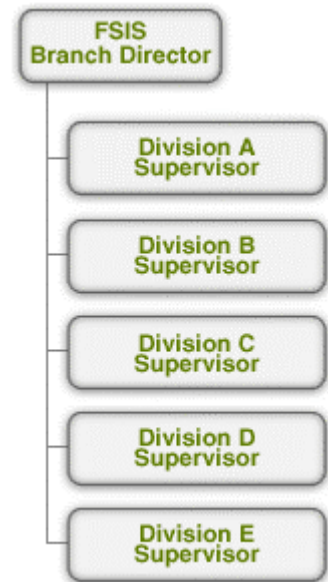 FSIS
Branch Director
Division A
Supervisor
Division B
Supervisor
Division C
Supervisor
Division D
Supervisor
Division E
Supervisor